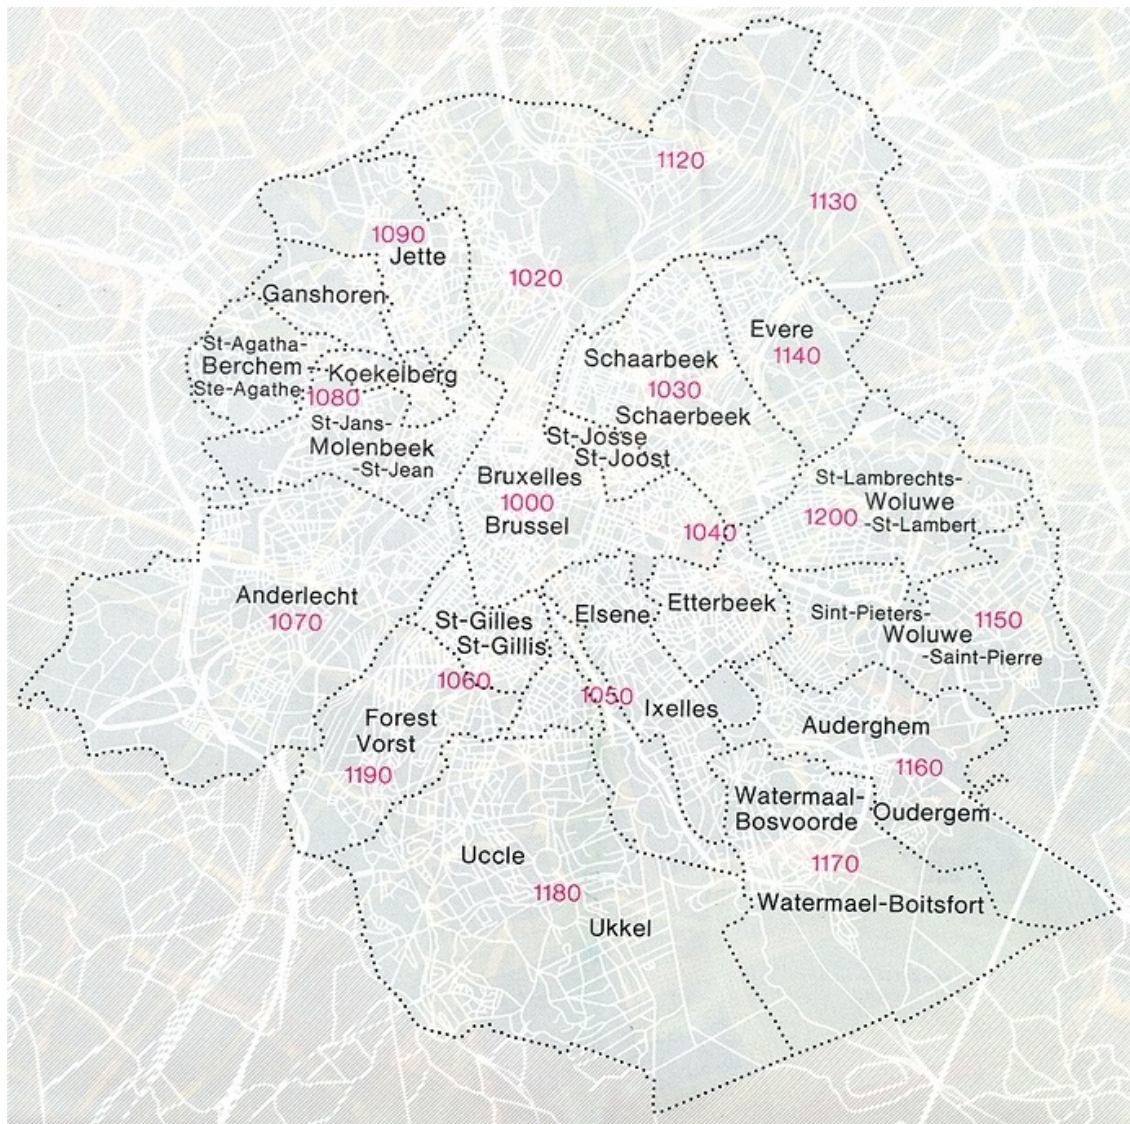 1120
1130
1090
Jette
1020
Ganshoren
Evere
1140
St-Agatha-
Berchem
Ste-Agathe
Koekelberg
1080
Schaarbeek
1030
Schaerbeek
St-Jans-
Molenbeek
-St-Jean
St-Josse
St-Joost
Bruxelles
1000
Brussel
1040
St-Lambrechts-
Woluwe
1200
-St-Lambert
Anderlecht
1070
St-Gilles
St-Gillis
1060
Elsene
Etterbeek
Sint-Pieters-
Woluwe
1150
-Saint-Pierre
1050
Ixelles
Forest
Vorst
1190
Auderghem
1160
Oudergem
Watermaal-
Bosvoorde
1170
Watermael-Boitsfort
Uccle
1180
Ukkel